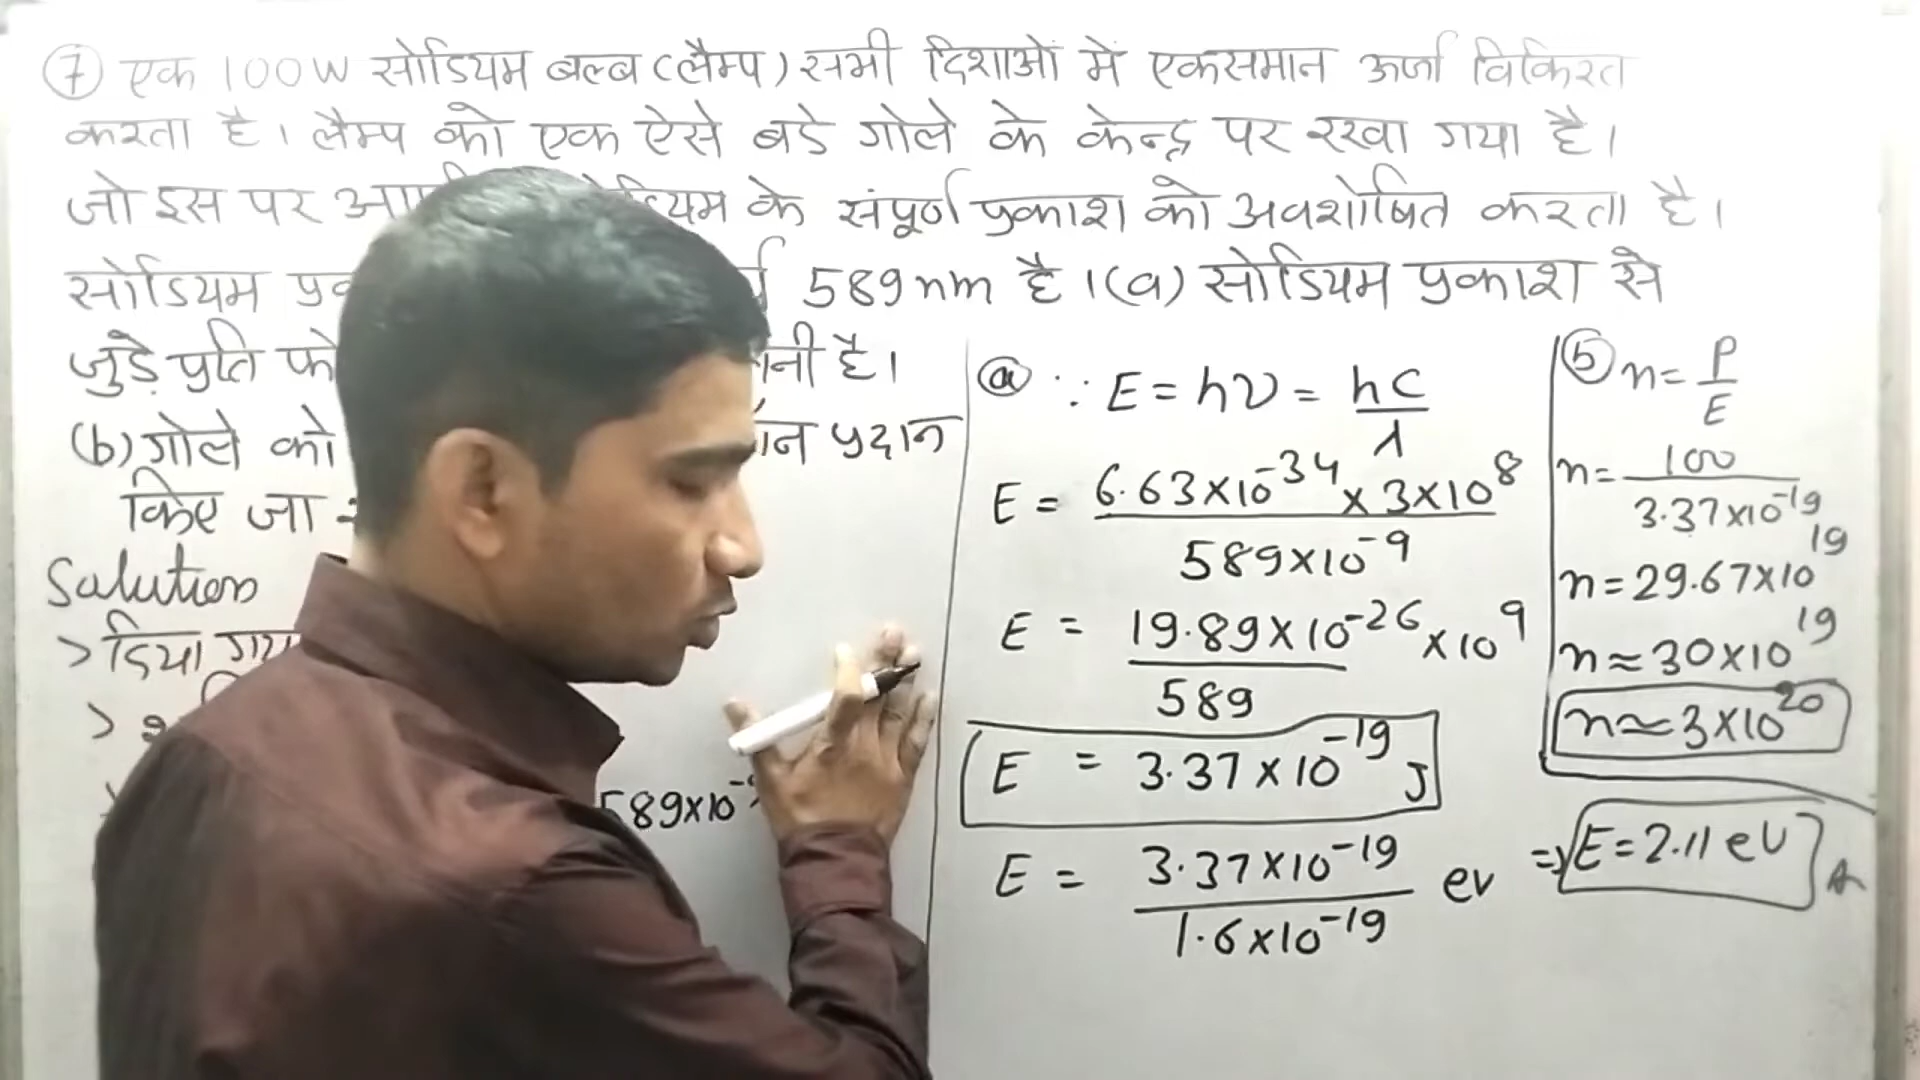 ⑦ एक 100W सोडियम बल्ब (लैम्प) सभी दिशाओं में एकसमान ऊर्जा विकिरत
करता है। लैम्प को एक ऐसे बडे गोले के केन्द्र पर रखा गया है।
जो इस पर के संपूर्ण प्रकाश को अवशोषित करता है।
सोडियम 589nm है। (a) सोडियम प्रकाश से
जुड़े प्रति है।
(b) गोले को प्रदान
किए जा
Solution
> दिया
>
589×10
ⓐ ∵ E = hν = hc/λ
E = 6.63×10⁻³⁴ × 3×10⁸ / 589×10⁻⁹
E = 19.89×10⁻²⁶ × 10⁹ / 589
E = 3.37 × 10⁻¹⁹ J
E = 3.37×10⁻¹⁹ / 1.6×10⁻¹⁹ ev
⇒ E = 2.11 eV
⑤ n = P/E
n = 100 / 3.37×10⁻¹⁹
n = 29.67×10¹⁹
n ≈ 30×10¹⁹
n ≈ 3×10²⁰